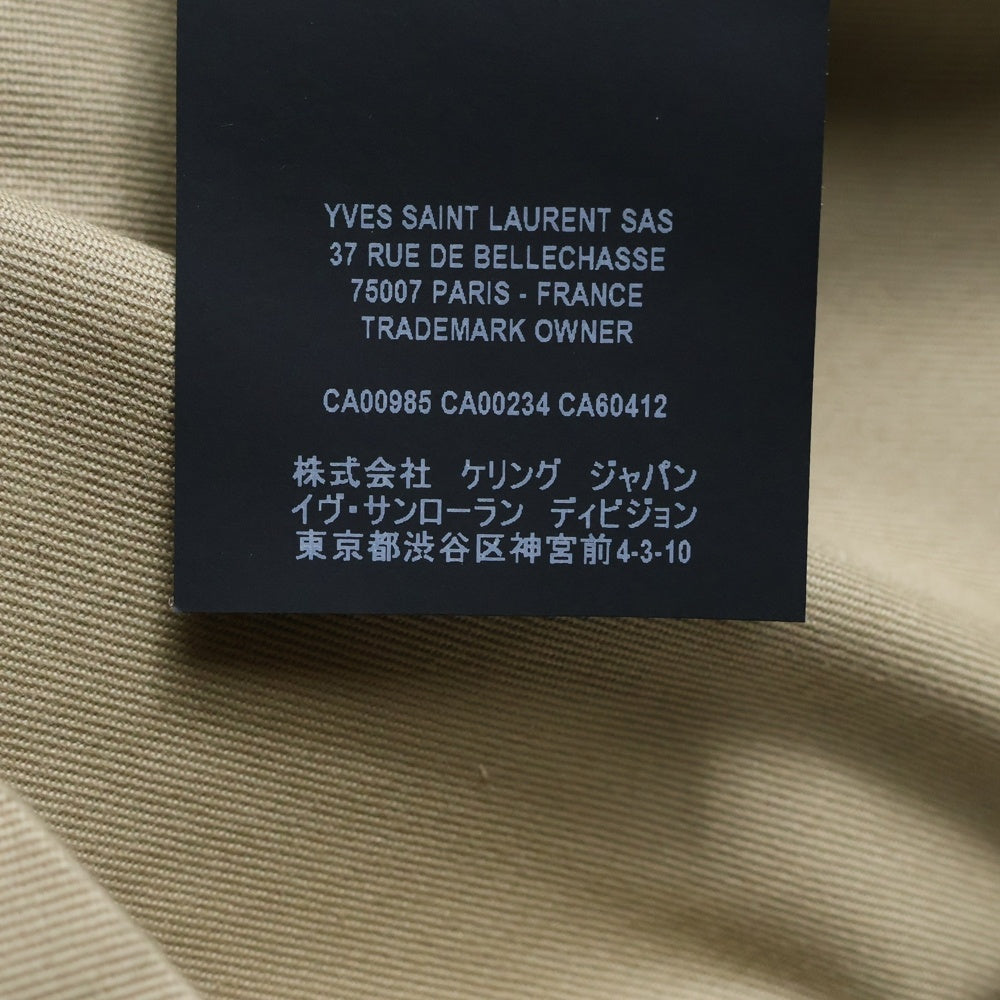 YVES SAINT LAURENT SAS
37 RUE DE BELLECHASSE
75007 PARIS - FRANCE
TRADEMARK OWNER
CA00985 CA00234 CA60412
株式会社 ケリング ジャパン
イヴ・サンローラン ディビジョン
東京都渋谷区神宮前4-3-10